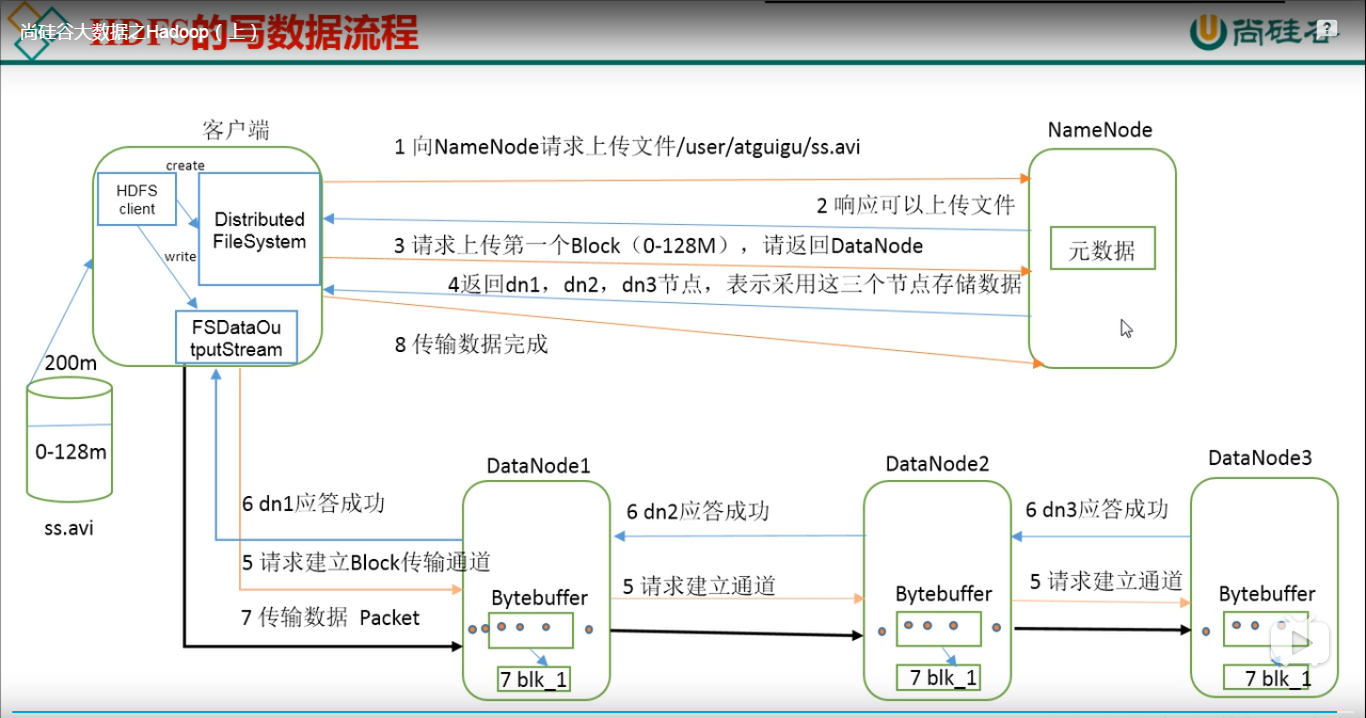 尚硅谷大数据之Hadoop（上）
HDFS的写数据流程
尚硅谷
?
客户端
NameNode
1 向NameNode请求上传文件/user/atguigu/ss.avi
create
HDFS
client
Distributed
FileSystem
2 响应可以上传文件
3 请求上传第一个Block（0-128M），请返回DataNode
元数据
write
4返回dn1，dn2，dn3节点，表示采用这三个节点存储数据
FSDataOu
tputStream
8 传输数据完成
200m
0-128m
ss.avi
DataNode1
DataNode2
DataNode3
6 dn1应答成功
6 dn2应答成功
6 dn3应答成功
5 请求建立Block传输通道
5 请求建立通道
5 请求建立通道
Bytebuffer
Bytebuffer
Bytebuffer
7 传输数据 Packet
7 blk_1
7 blk_1
7 blk_1